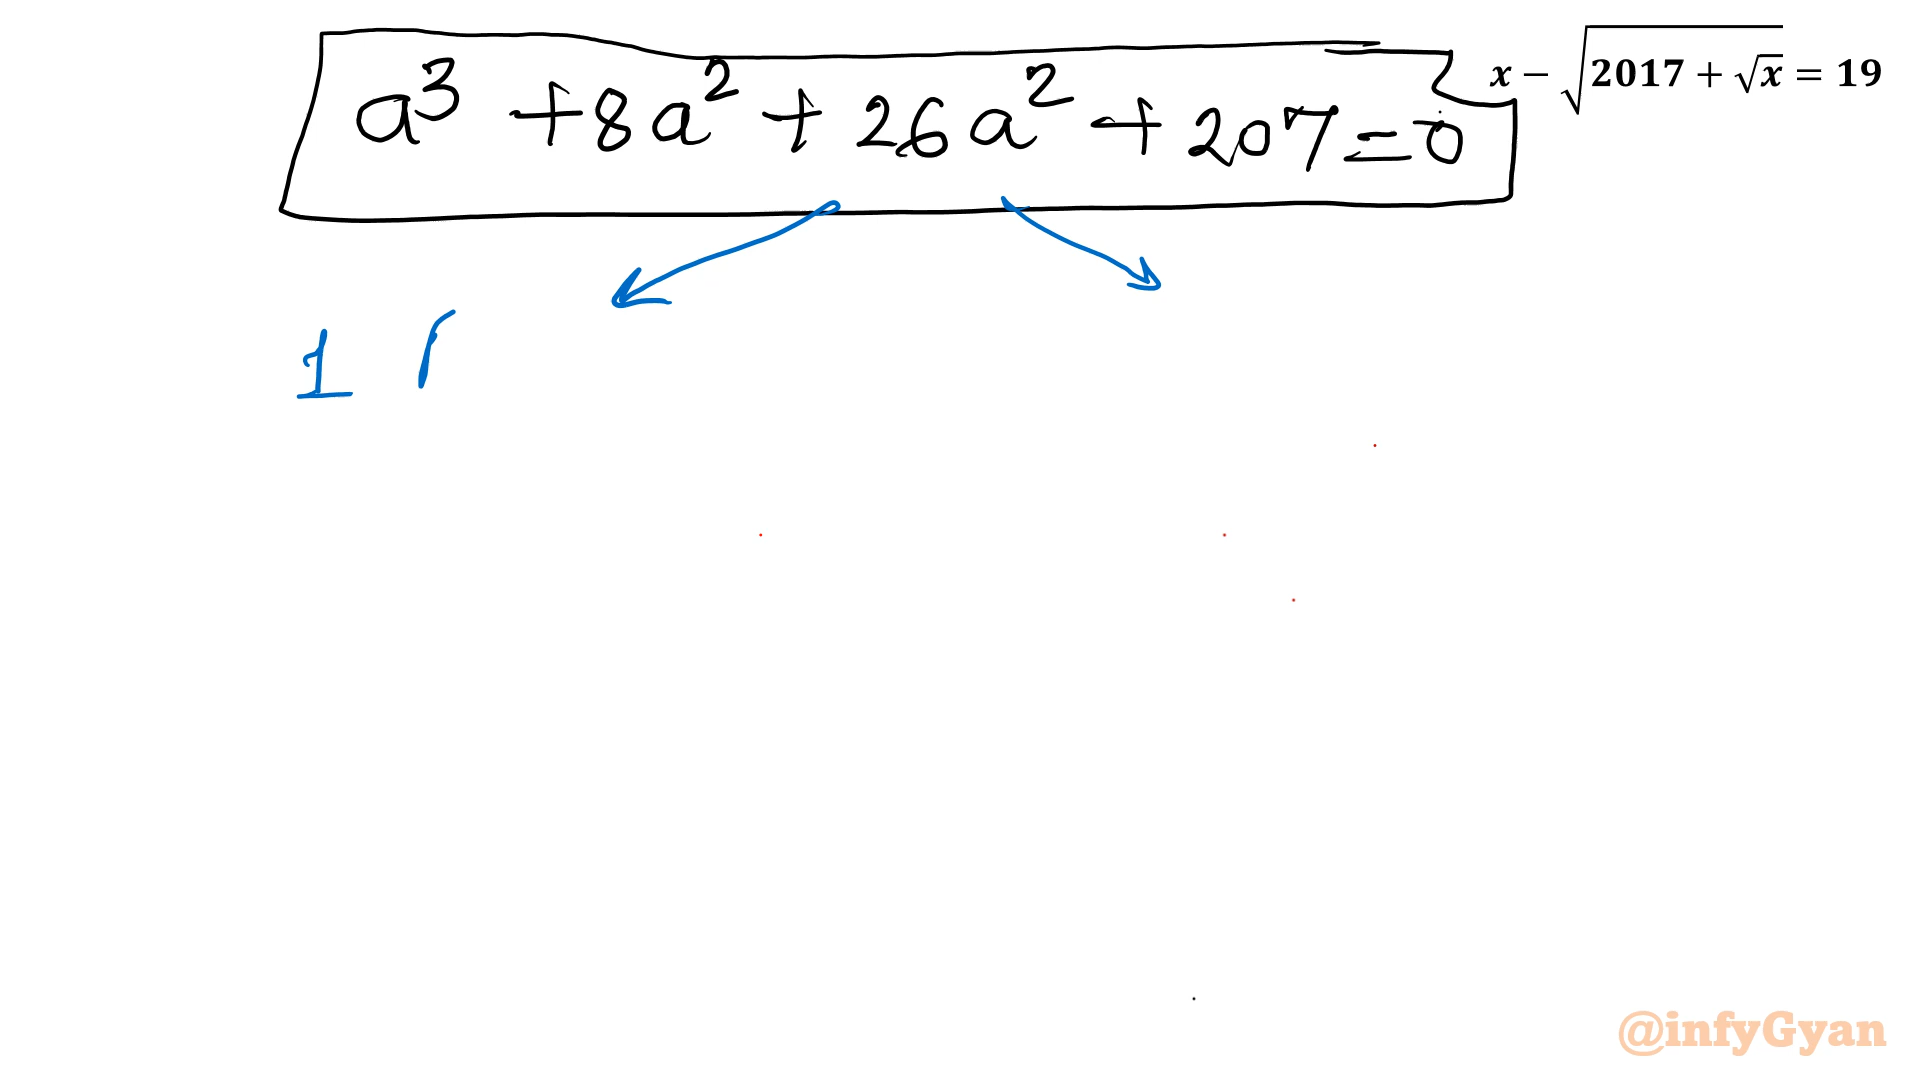 a³ + 8a² + 26a² + 207 = 0
x − √(2017 + √x) = 19
1 (
@infyGyan